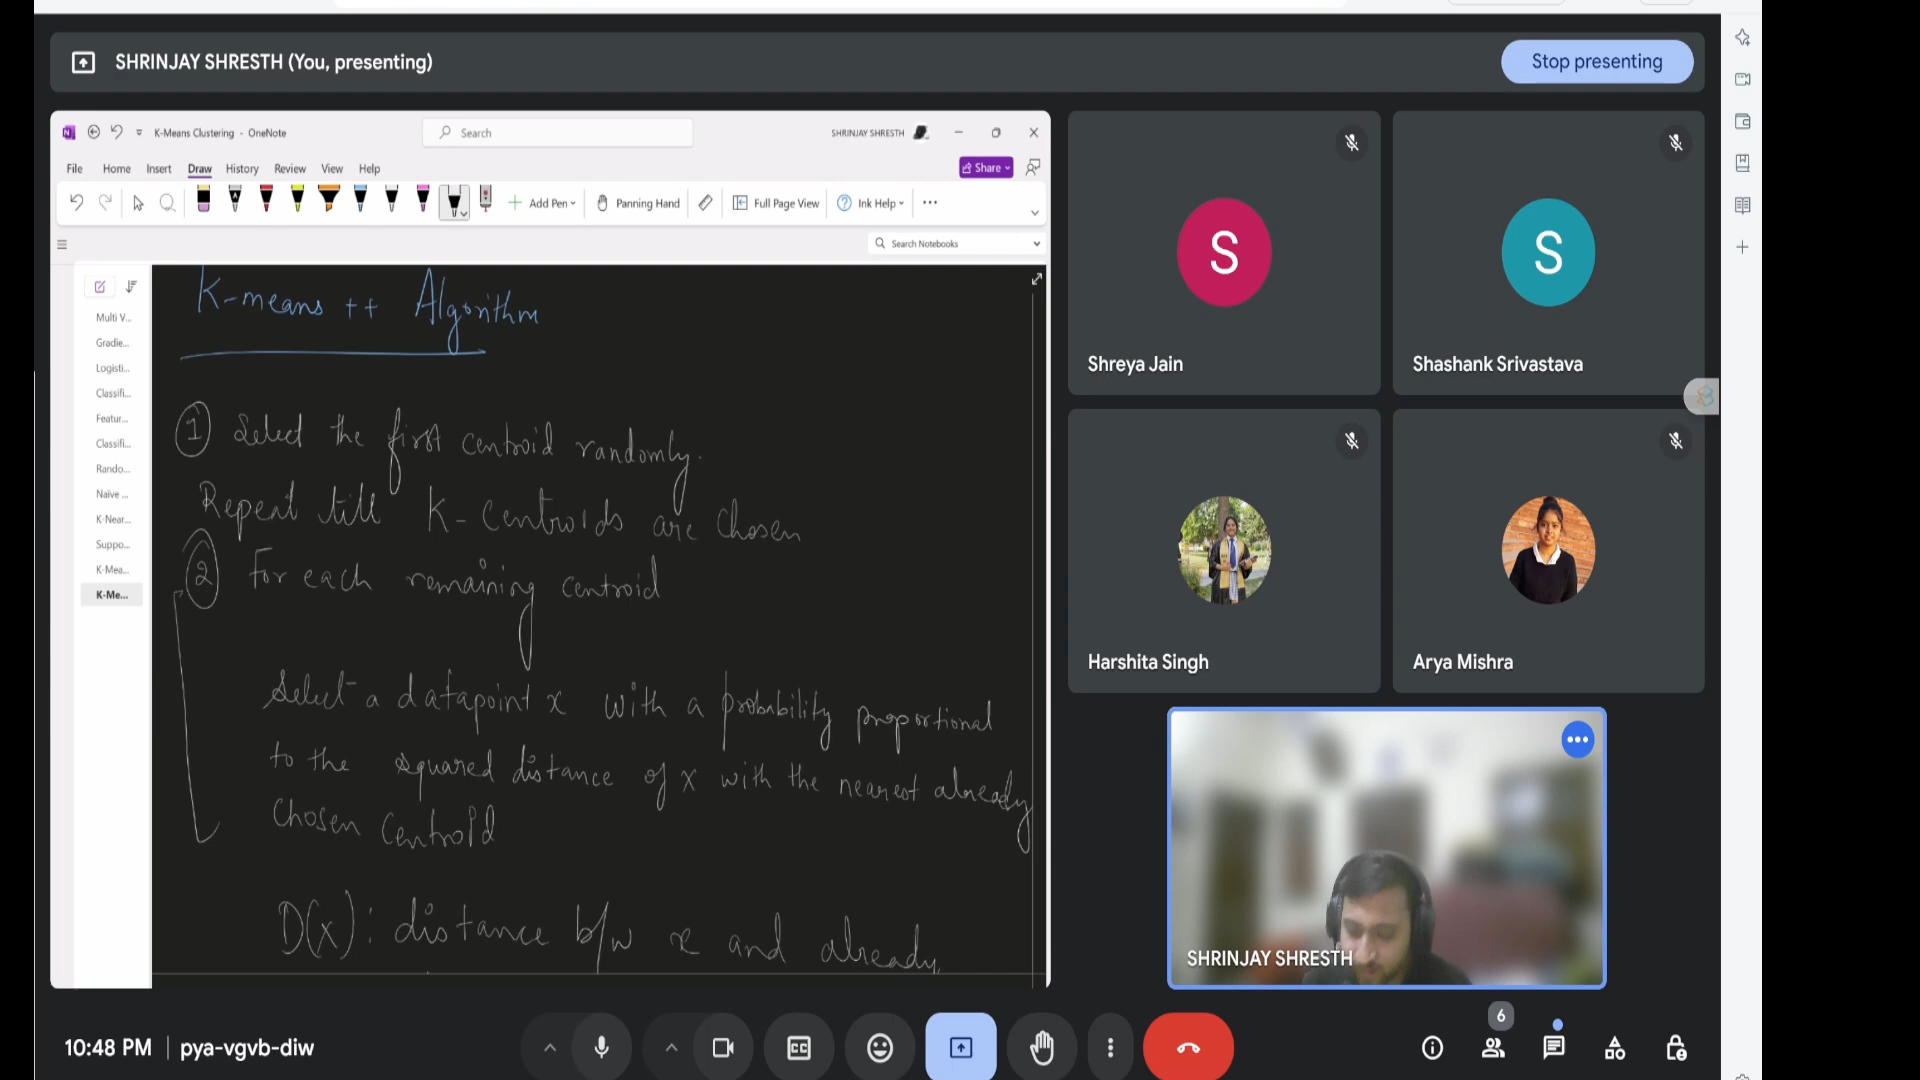 SHRINJAY SHRESTH (You, presenting)
Stop presenting
K-Means Clustering - OneNote
Search
SHRINJAY SHRESTH
File Home Insert Draw History Review View Help
Share
Add Pen
Panning Hand
Full Page View
Ink Help
Search Notebooks
Multi V...
Gradie...
Logisti...
Classifi...
Featur...
Classifi...
Rando...
Naive ...
K-Near...
Suppo...
K-Mea...
K-Me...
K-means ++ Algorithm
1 Select the first centroid randomly.
Repeat till K- Centroids are chosen
2 For each remaining centroid
Select a datapoint x with a probability proportional
to the squared distance of x with the nearest already
chosen centroid
D(x): distance b/w x and already
S
Shreya Jain
S
Shashank Srivastava
Harshita Singh
Arya Mishra
SHRINJAY SHRESTH
10:48 PM | pya-vgvb-diw
CC
6